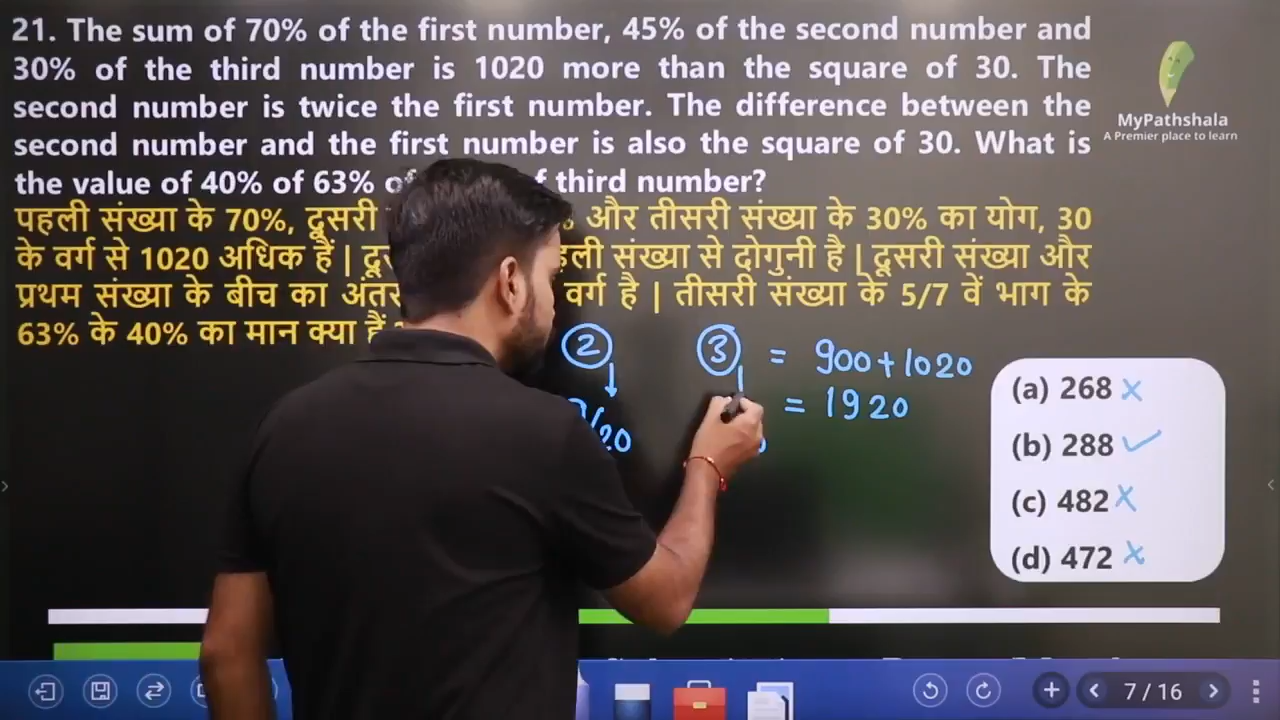 21. The sum of 70% of the first number, 45% of the second number and
30% of the third number is 1020 more than the square of 30. The
second number is twice the first number. The difference between the
second number and the first number is also the square of 30. What is
the value of 40% of 63% of third number?
पहली संख्या के 70%, दूसरी और तीसरी संख्या के 30% का योग, 30
के वर्ग से 1020 अधिक हैं | संख्या से दोगुनी है | दूसरी संख्या और
प्रथम संख्या के बीच का वर्ग है | तीसरी संख्या के 5/7 वें भाग के
63% के 40% का मान क्या
MyPathshala
A Premier place to learn
2 3 = 900+1020
= 1920
(a) 268 ×
(b) 288 ✓
(c) 482 ×
(d) 472 ×
7 / 16